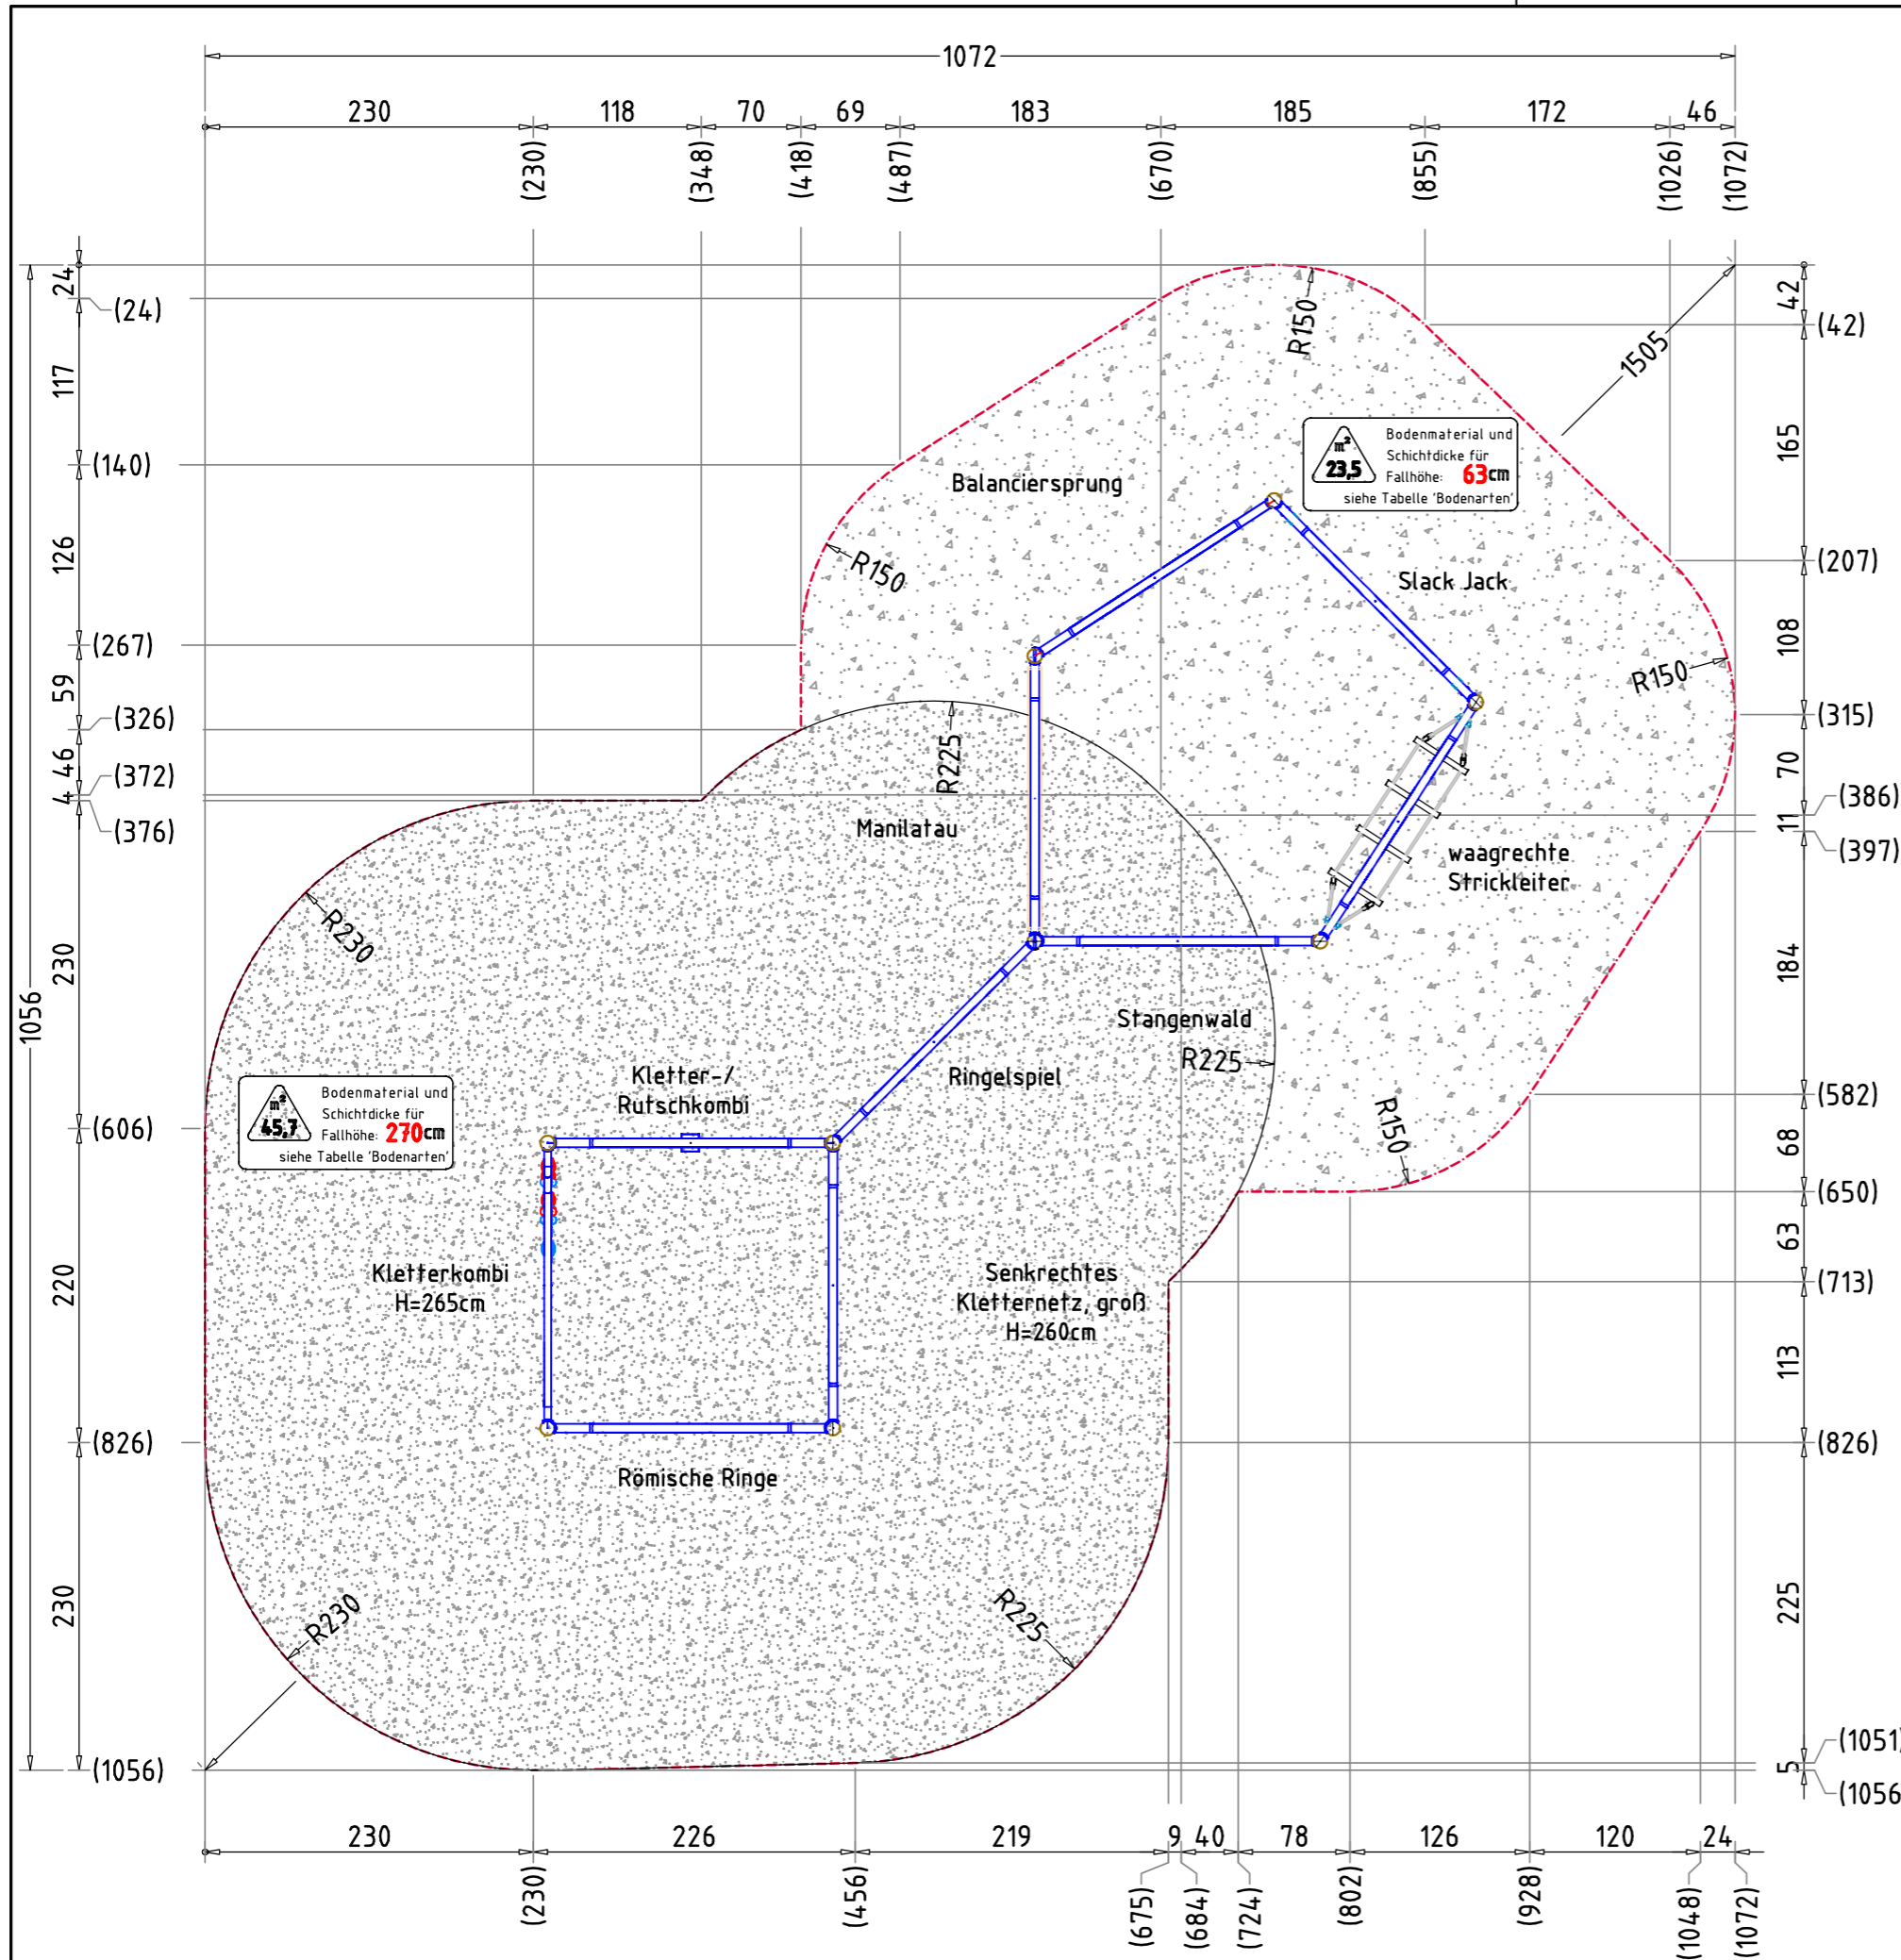 1072
230 118 70 69 183 185 172 46
(230) (348) (418) (487) (670) (855) (1026) (1072)
1056
24
117
126
59
46
4
230
220
230
(24)
(140)
(267)
(326)
(372)
(376)
(606)
(826)
(1056)
42
165
108
70
11
184
68
63
113
225
5
(42)
(207)
(315)
(386)
(397)
(582)
(650)
(713)
(826)
(1051)
(1056
R150
1505
m²
23,5
Bodenmaterial und
Schichtdicke für
Fallhöhe: 63cm
siehe Tabelle 'Bodenarten'
Balanciersprung
R150
Slack Jack
R150
R225
Manilatau
waagrechte
Strickleiter
R230
Stangenwald
R225
Kletter-/
Rutschkombi
Ringelspiel
R150
m²
45,7
Bodenmaterial und
Schichtdicke für
Fallhöhe: 270cm
siehe Tabelle 'Bodenarten'
Kletterkombi
H=265cm
Senkrechtes
Kletternetz, groß
H=260cm
Römische Ringe
R230
R225
230 226 219 9 40 78 126 120 24
(230) (456) (675) (684) (724) (802) (928) (1048) (1072)